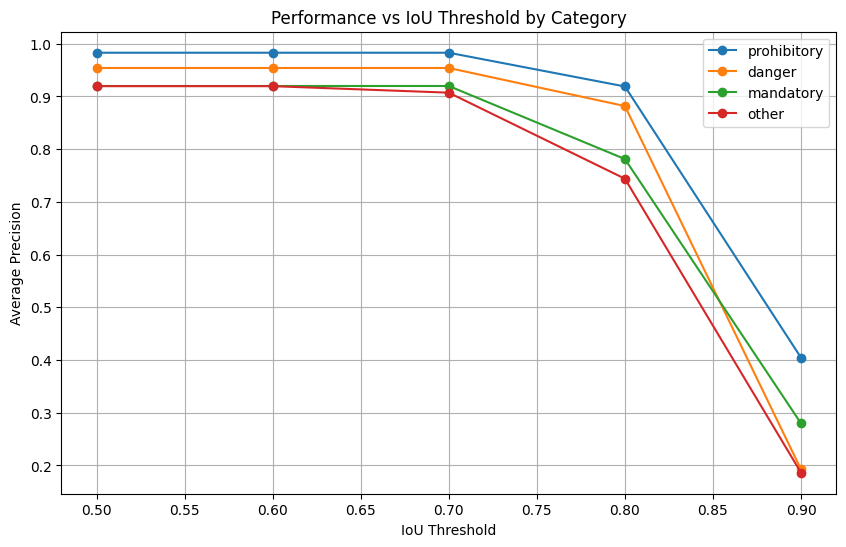 Performance vs IoU Threshold by Category
1.0
0.9
0.8
0.7
0.6
0.5
0.4
0.3
0.2
Average Precision
prohibitory
danger
mandatory
other
0.50
0.55
0.60
0.65
0.70
0.75
0.80
0.85
0.90
IoU Threshold